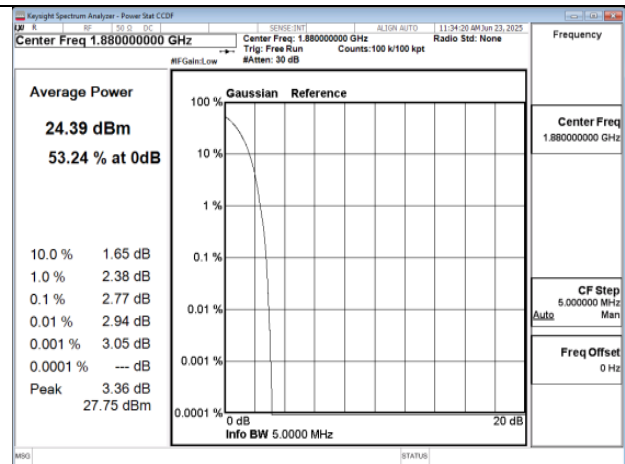 Keysight Spectrum Analyzer - Power Stat CCDF
LXI R RF 50 Ω DC SENSE:INT ALIGN AUTO 11:34:20 AM Jun 23, 2025
Center Freq 1.880000000 GHz
Center Freq: 1.880000000 GHz Radio Std: None
Trig: Free Run Counts:100 k/100 kpt
#IFGain:Low #Atten: 30 dB
Frequency
Average Power
24.39 dBm
53.24 % at 0dB
10.0 % 1.65 dB
1.0 % 2.38 dB
0.1 % 2.77 dB
0.01 % 2.94 dB
0.001 % 3.05 dB
0.0001 % --- dB
Peak 3.36 dB
27.75 dBm
Gaussian Reference
100 %
10 %
1 %
0.1 %
0.01 %
0.001 %
0.0001 %
0 dB 20 dB
Info BW 5.0000 MHz
Center Freq
1.880000000 GHz
CF Step
5.000000 MHz
Auto Man
Freq Offset
0 Hz
MSG STATUS